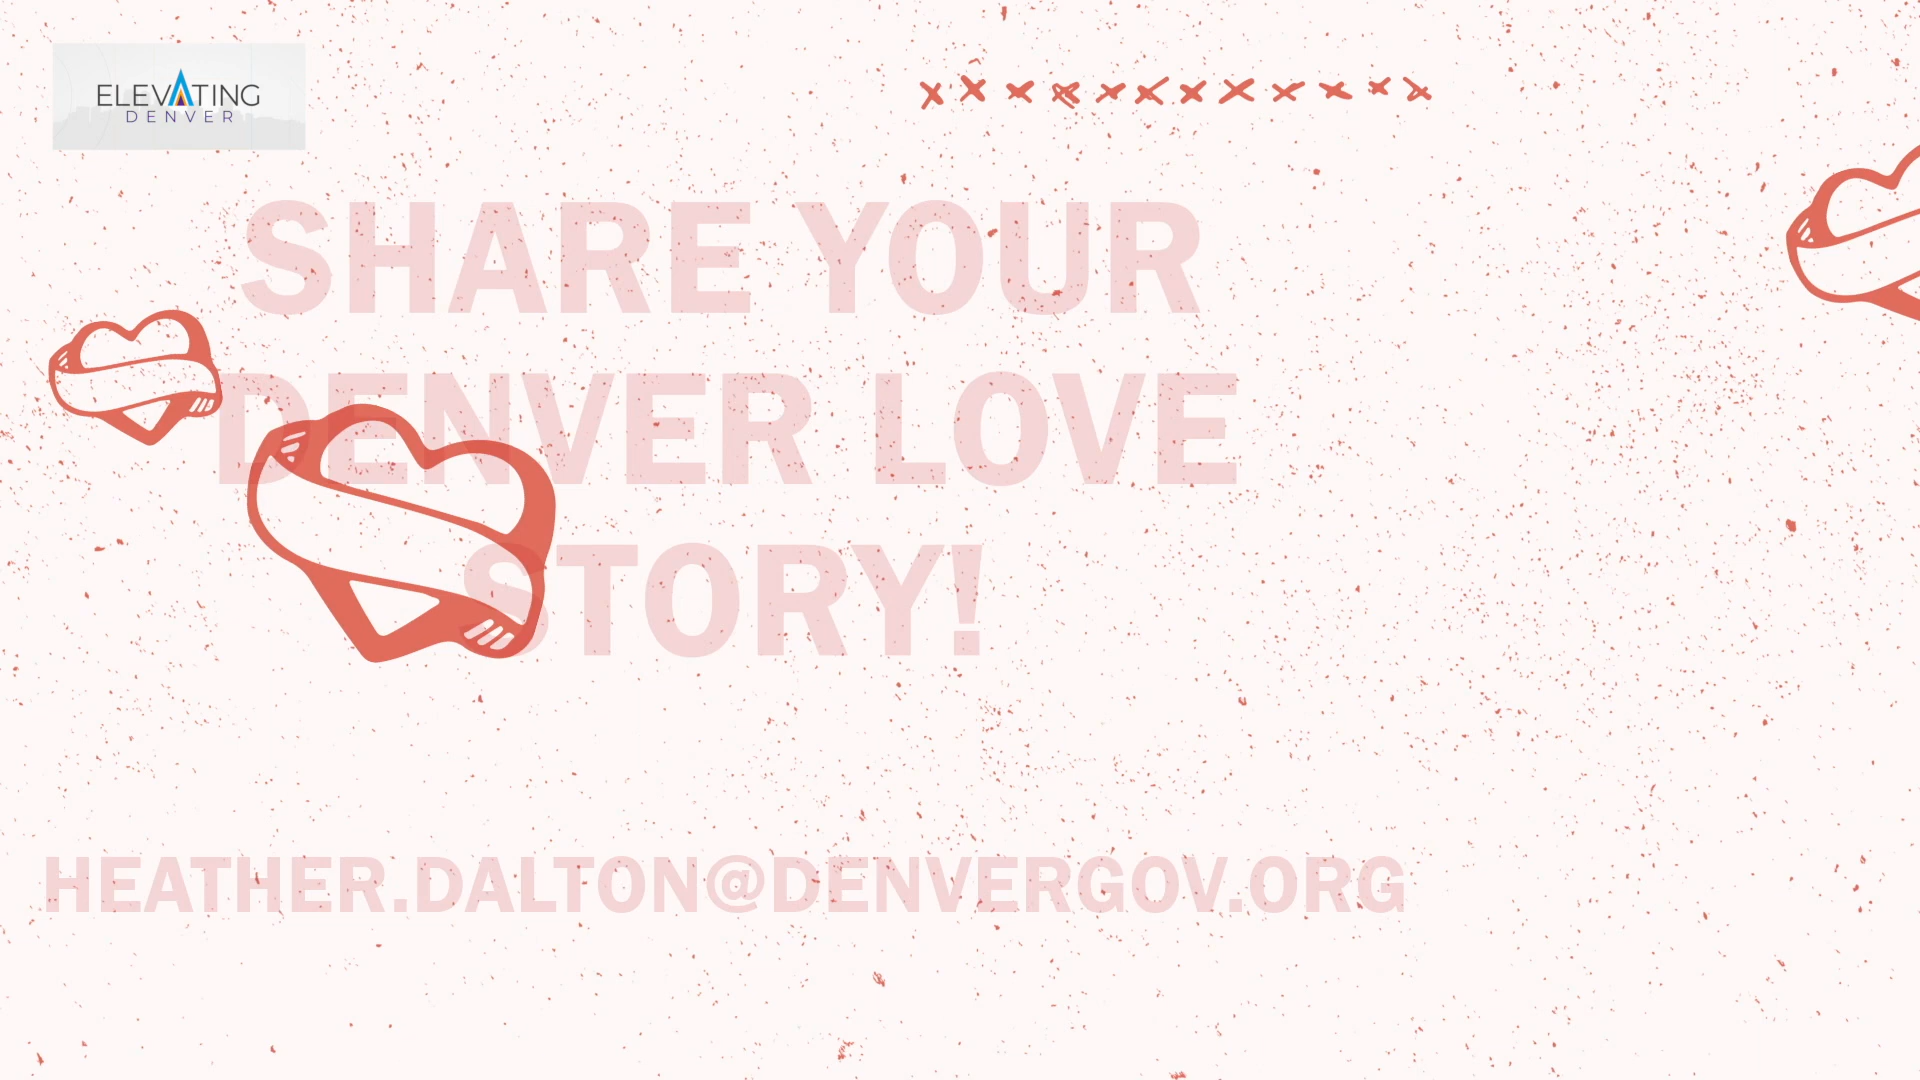 ELEVATING
DENVER
SHARE YOUR
DENVER LOVE
STORY!
HEATHER.DALTON@DENVERGOV.ORG